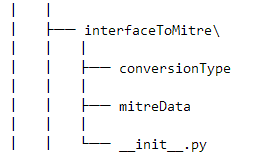 │   │
│   ├── interfaceToMitre\
│   │   │
│   │   ├── conversionType
│   │   │
│   │   ├── mitreData
│   │   │
│   │   └── __init__.py